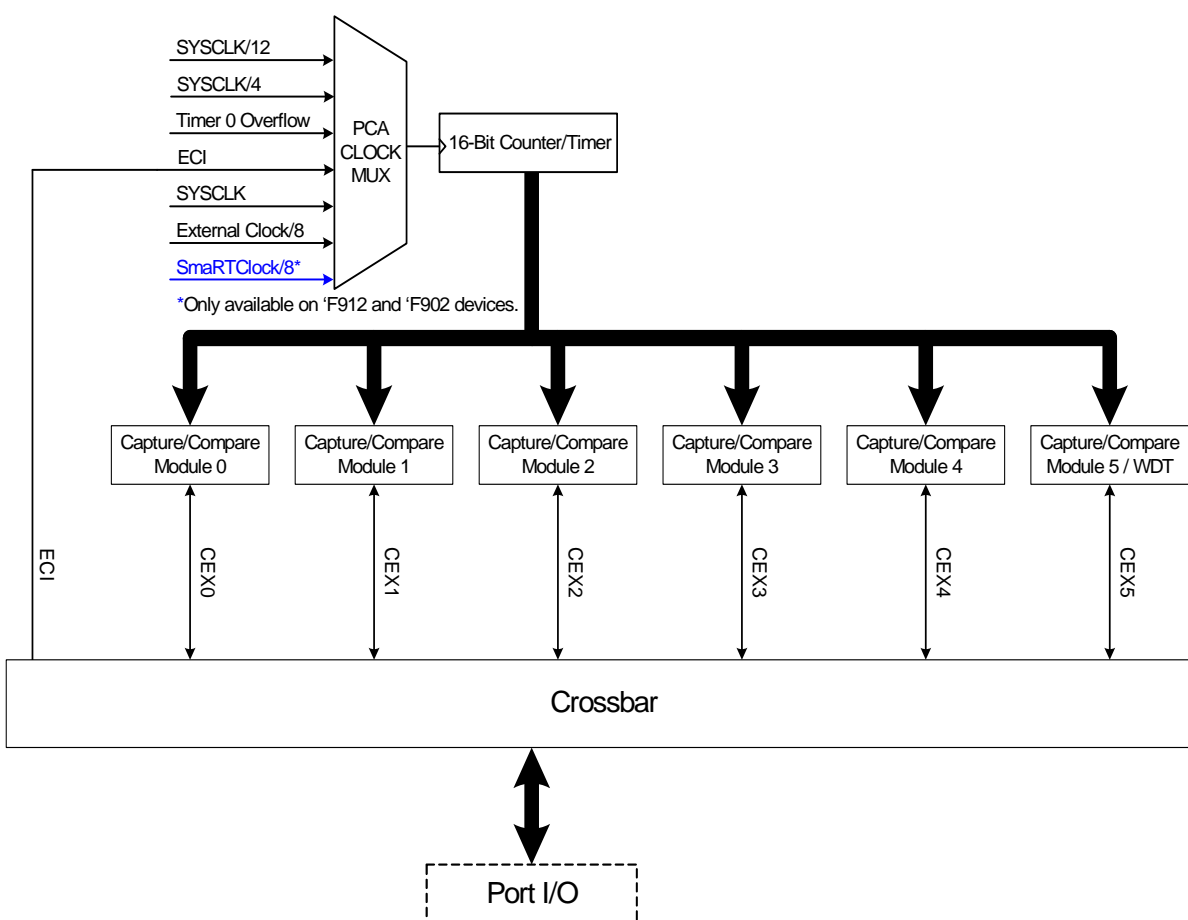 SYSCLK/12
SYSCLK/4
Timer 0 Overflow
ECI
SYSCLK
External Clock/8
SmaRTClock/8*
PCA
CLOCK
MUX
16-Bit Counter/Timer
*Only available on ‘F912 and ‘F902 devices.
Capture/Compare
Module 0
Capture/Compare
Module 1
Capture/Compare
Module 2
Capture/Compare
Module 3
Capture/Compare
Module 4
Capture/Compare
Module 5 / WDT
ECI
CEX0
CEX1
CEX2
CEX3
CEX4
CEX5
Crossbar
Port I/O